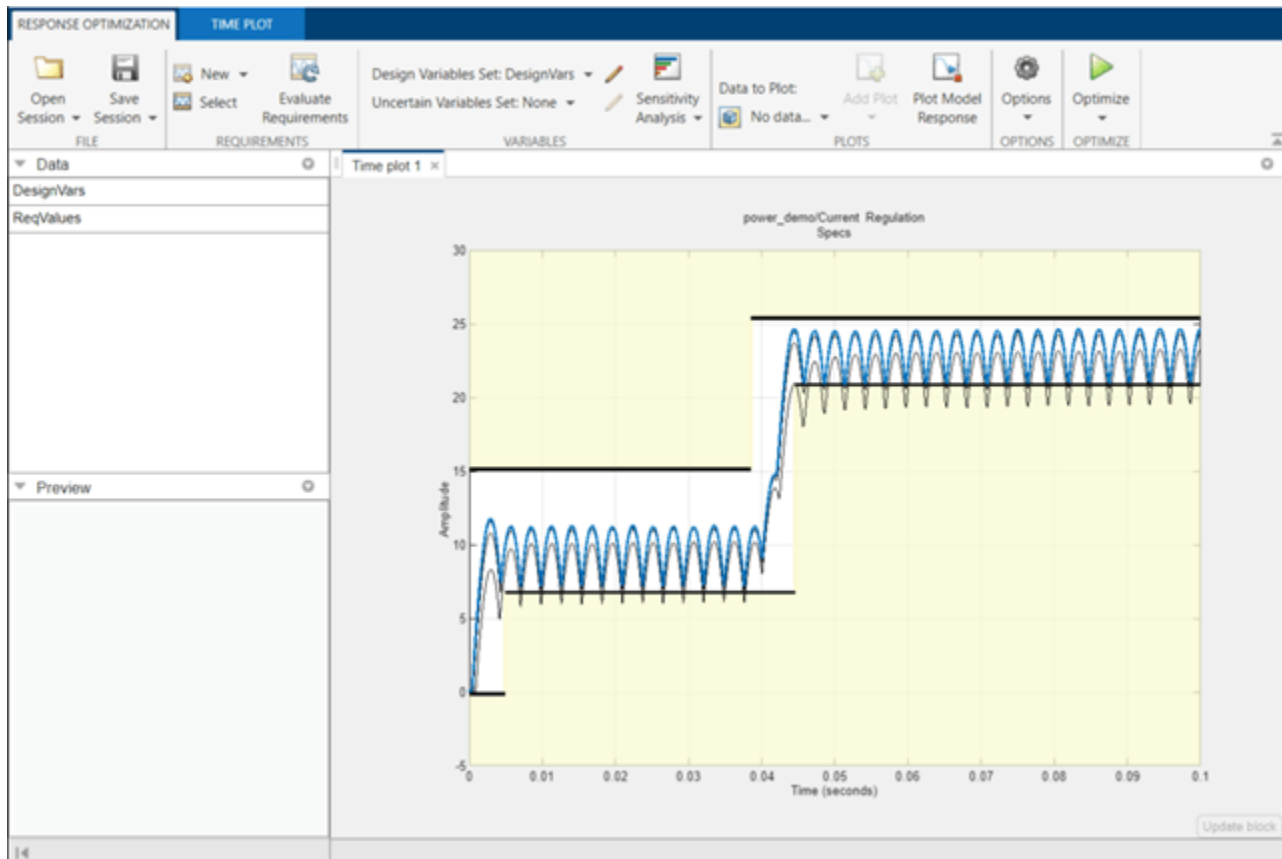 RESPONSE OPTIMIZATION TIME PLOT
Open Session
Save Session
FILE
New
Select
Evaluate Requirements
REQUIREMENTS
Design Variables Set: DesignVars
Uncertain Variables Set: None
Sensitivity Analysis
VARIABLES
Data to Plot:
No data...
Add Plot
Plot Model Response
PLOTS
Options
OPTIONS
Optimize
OPTIMIZE
Data
DesignVars
ReqValues
Preview
Time plot 1
power_demo/Current Regulation
Specs
30
25
20
15
10
5
0
-5
Amplitude
0 0.01 0.02 0.03 0.04 0.05 0.06 0.07 0.08 0.09 0.1
Time (seconds)
Update block